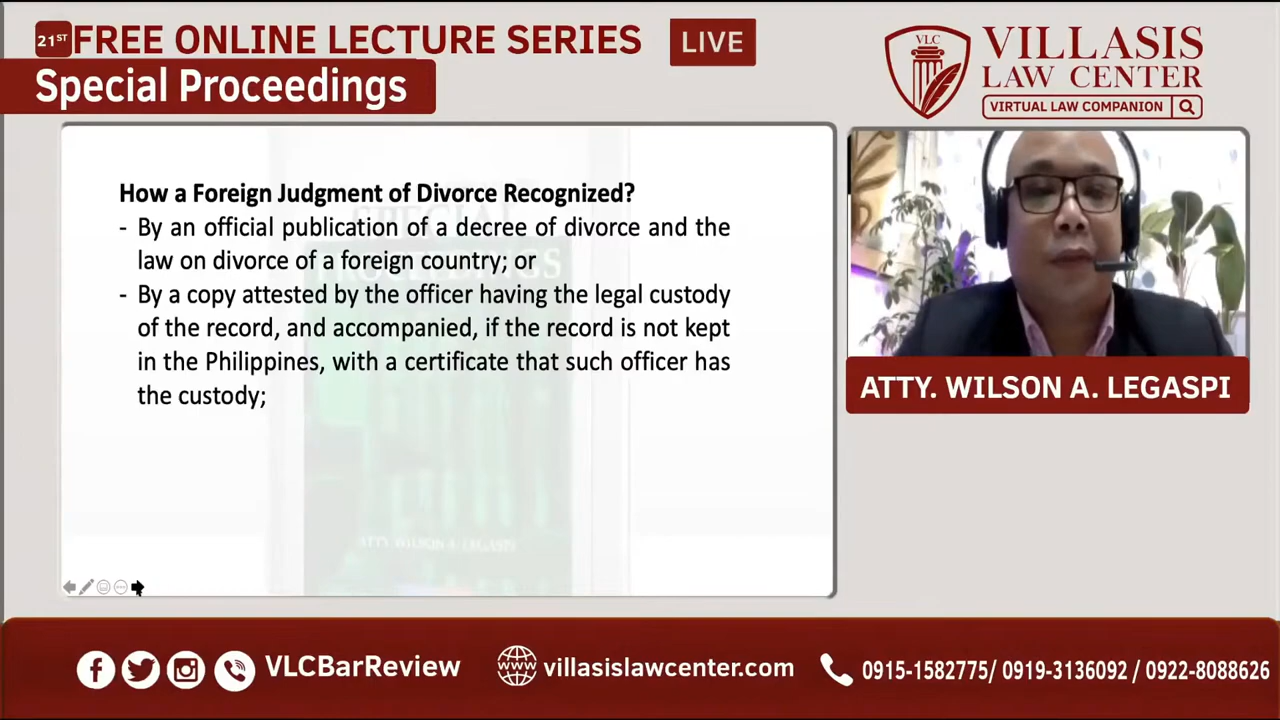 21ST FREE ONLINE LECTURE SERIES
LIVE
Special Proceedings
VLC
VILLASIS
LAW CENTER
VIRTUAL LAW COMPANION
How a Foreign Judgment of Divorce Recognized?
- By an official publication of a decree of divorce and the
law on divorce of a foreign country; or
- By a copy attested by the officer having the legal custody
of the record, and accompanied, if the record is not kept
in the Philippines, with a certificate that such officer has
the custody;
ATTY. WILSON A. LEGASPI
ATTY. WILSON A. LEGASPI
VLCBarReview
www
villasislawcenter.com
0915-1582775/ 0919-3136092 / 0922-8088626